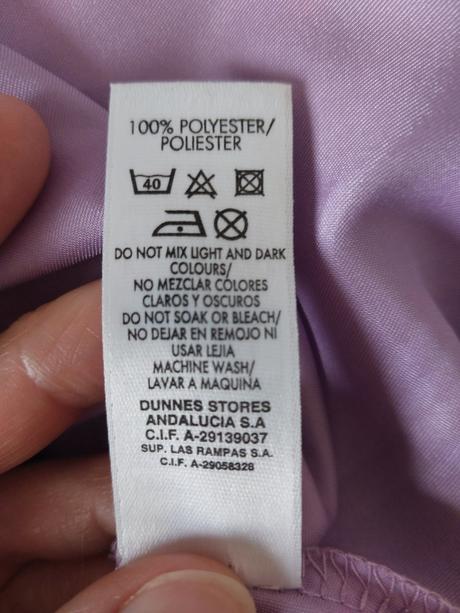 100% POLYESTER/
POLIESTER
40
DO NOT MIX LIGHT AND DARK
COLOURS/
NO MEZCLAR COLORES
CLAROS Y OSCUROS
DO NOT SOAK OR BLEACH/
NO DEJAR EN REMOJO NI
USAR LEJIA
MACHINE WASH/
LAVAR A MAQUINA
DUNNES STORES
ANDALUCIA S.A
C.I.F. A-29139037
SUP. LAS RAMPAS S.A.
C.I.F. A-29058328